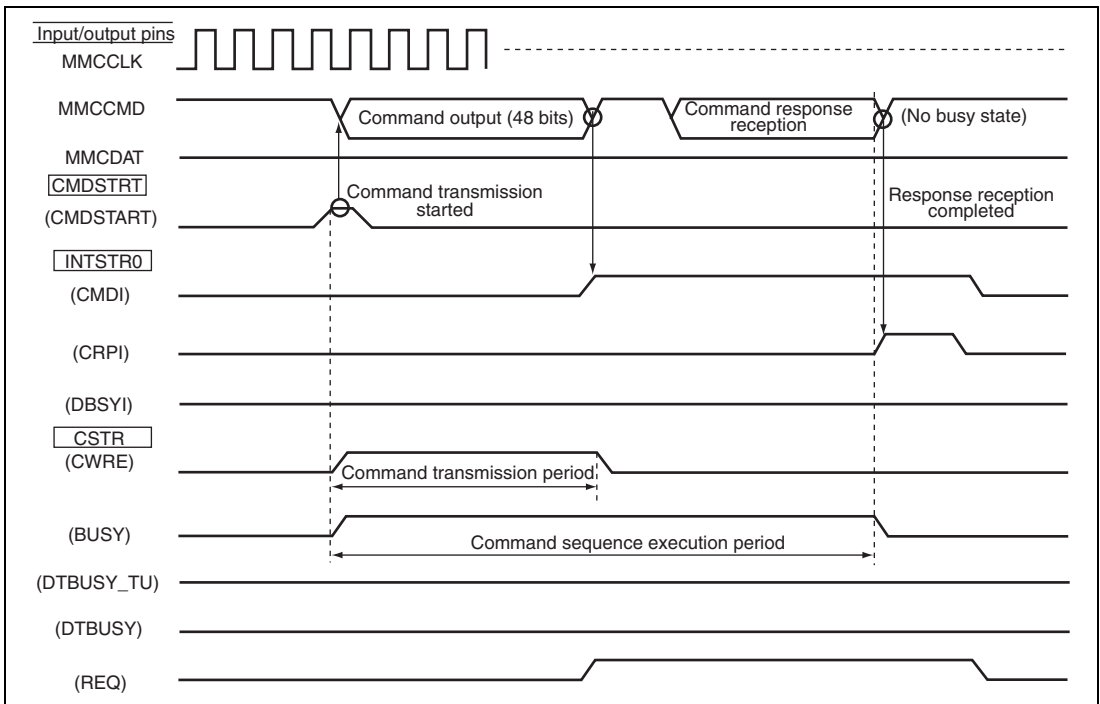 Input/output pins
MMCCLK
MMCCMD
Command output (48 bits)
Command response
reception
(No busy state)
MMCDAT
CMDSTRT
(CMDSTART)
Command transmission
started
Response reception
completed
INTSTR0
(CMDI)
(CRPI)
(DBSYI)
CSTR
(CWRE)
Command transmission period
(BUSY)
Command sequence execution period
(DTBUSY_TU)
(DTBUSY)
(REQ)